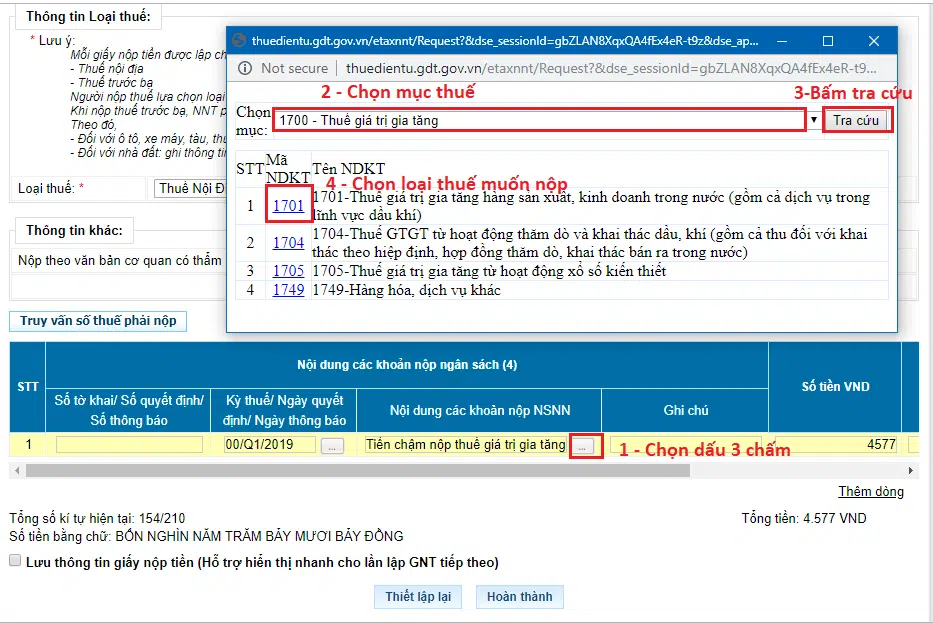 Thông tin Loại thuế:
* Lưu ý:
Mỗi giấy nộp tiền được lập ch
- Thuế nội địa
- Thuế trước bạ
Người nộp thuế lựa chọn loại
Khi nộp thuế trước bạ, NNT p
Theo đó,
- Đối với ô tô, xe máy, tàu, thu
- Đối với nhà đất: ghi thông tin
Loại thuế: *
Thuế Nội Đị
Thông tin khác:
Nộp theo văn bản cơ quan có thẩm
Truy vấn số thuế phải nộp
thuedientu.gdt.gov.vn/etaxnnt/Request?&dse_sessionId=gbZLAN8XqxQA4fEx4eR-t9z&dse_ap...
Not secure | thuedientu.gdt.gov.vn/etaxnnt/Request?&dse_sessionId=gbZLAN8XqxQA4fEx4eR-t9...
2 - Chọn mục thuế
3-Bấm tra cứu
Chọn mục:
1700 - Thuế giá trị gia tăng
Tra cứu
STT Mã NDKT Tên NDKT
4 - Chọn loại thuế muốn nộp
1 1701 1701-Thuế giá trị gia tăng hàng sản xuất, kinh doanh trong nước (gồm cả dịch vụ trong
lĩnh vực dầu khí)
2 1704 1704-Thuế GTGT từ hoạt động thăm dò và khai thác dầu, khí (gồm cả thu đối với khai
thác theo hiệp định, hợp đồng thăm dò, khai thác bán ra trong nước)
3 1705 1705-Thuế giá trị gia tăng từ hoạt động xổ số kiến thiết
4 1749 1749-Hàng hóa, dịch vụ khác
STT
Nội dung các khoản nộp ngân sách (4)
Số tiền VND
Số tờ khai/ Số quyết định/
Số thông báo
Kỳ thuế/ Ngày quyết
định/ Ngày thông báo
Nội dung các khoản nộp NSNN
Ghi chú
1 00/Q1/2019 ... Tiền chậm nộp thuế giá trị gia tăng ... 4577
1 - Chọn dấu 3 chấm
Thêm dòng
Tổng số kí tự hiện tại: 154/210
Tổng tiền: 4.577 VND
Số tiền bằng chữ: BỐN NGHÌN NĂM TRĂM BẢY MƯƠI BẢY ĐỒNG
Lưu thông tin giấy nộp tiền (Hỗ trợ hiển thị nhanh cho lần lập GNT tiếp theo)
Thiết lập lại
Hoàn thành